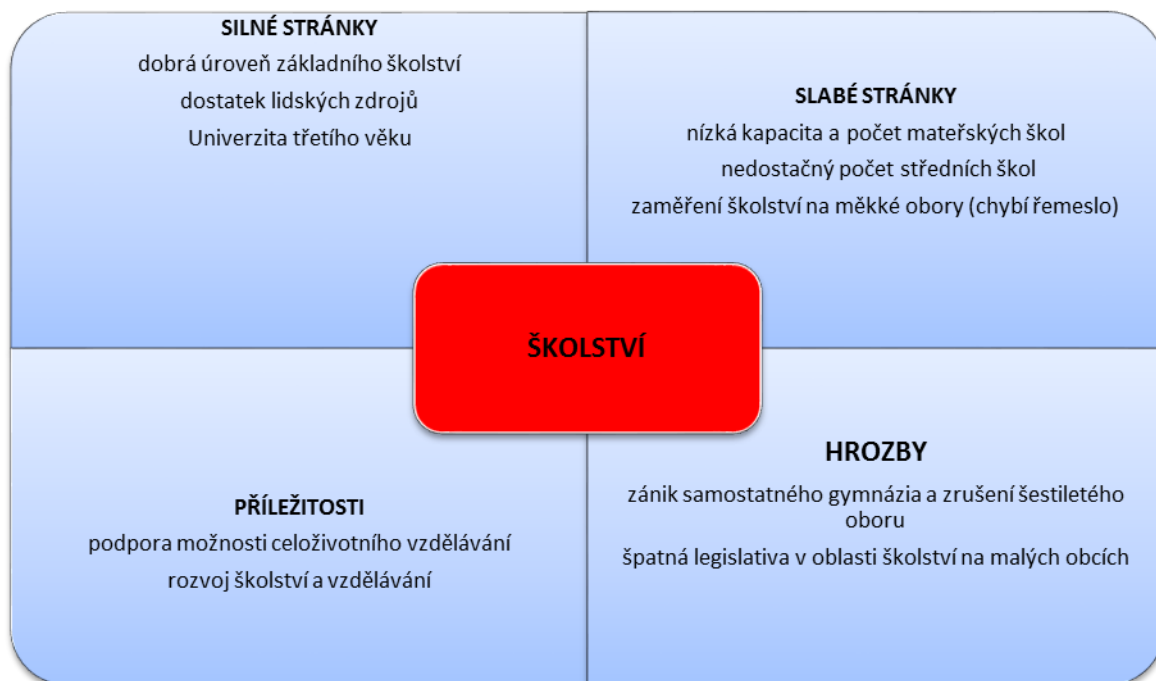 SILNÉ STRÁNKY
dobrá úroveň základního školství
dostatek lidských zdrojů
Univerzita třetího věku
SLABÉ STRÁNKY
nízká kapacita a počet mateřských škol
nedostačný počet středních škol
zaměření školství na měkké obory (chybí řemeslo)
ŠKOLSTVÍ
PŘÍLEŽITOSTI
podpora možnosti celoživotního vzdělávání
rozvoj školství a vzdělávání
HROZBY
zánik samostatného gymnázia a zrušení šestiletého
oboru
špatná legislativa v oblasti školství na malých obcích